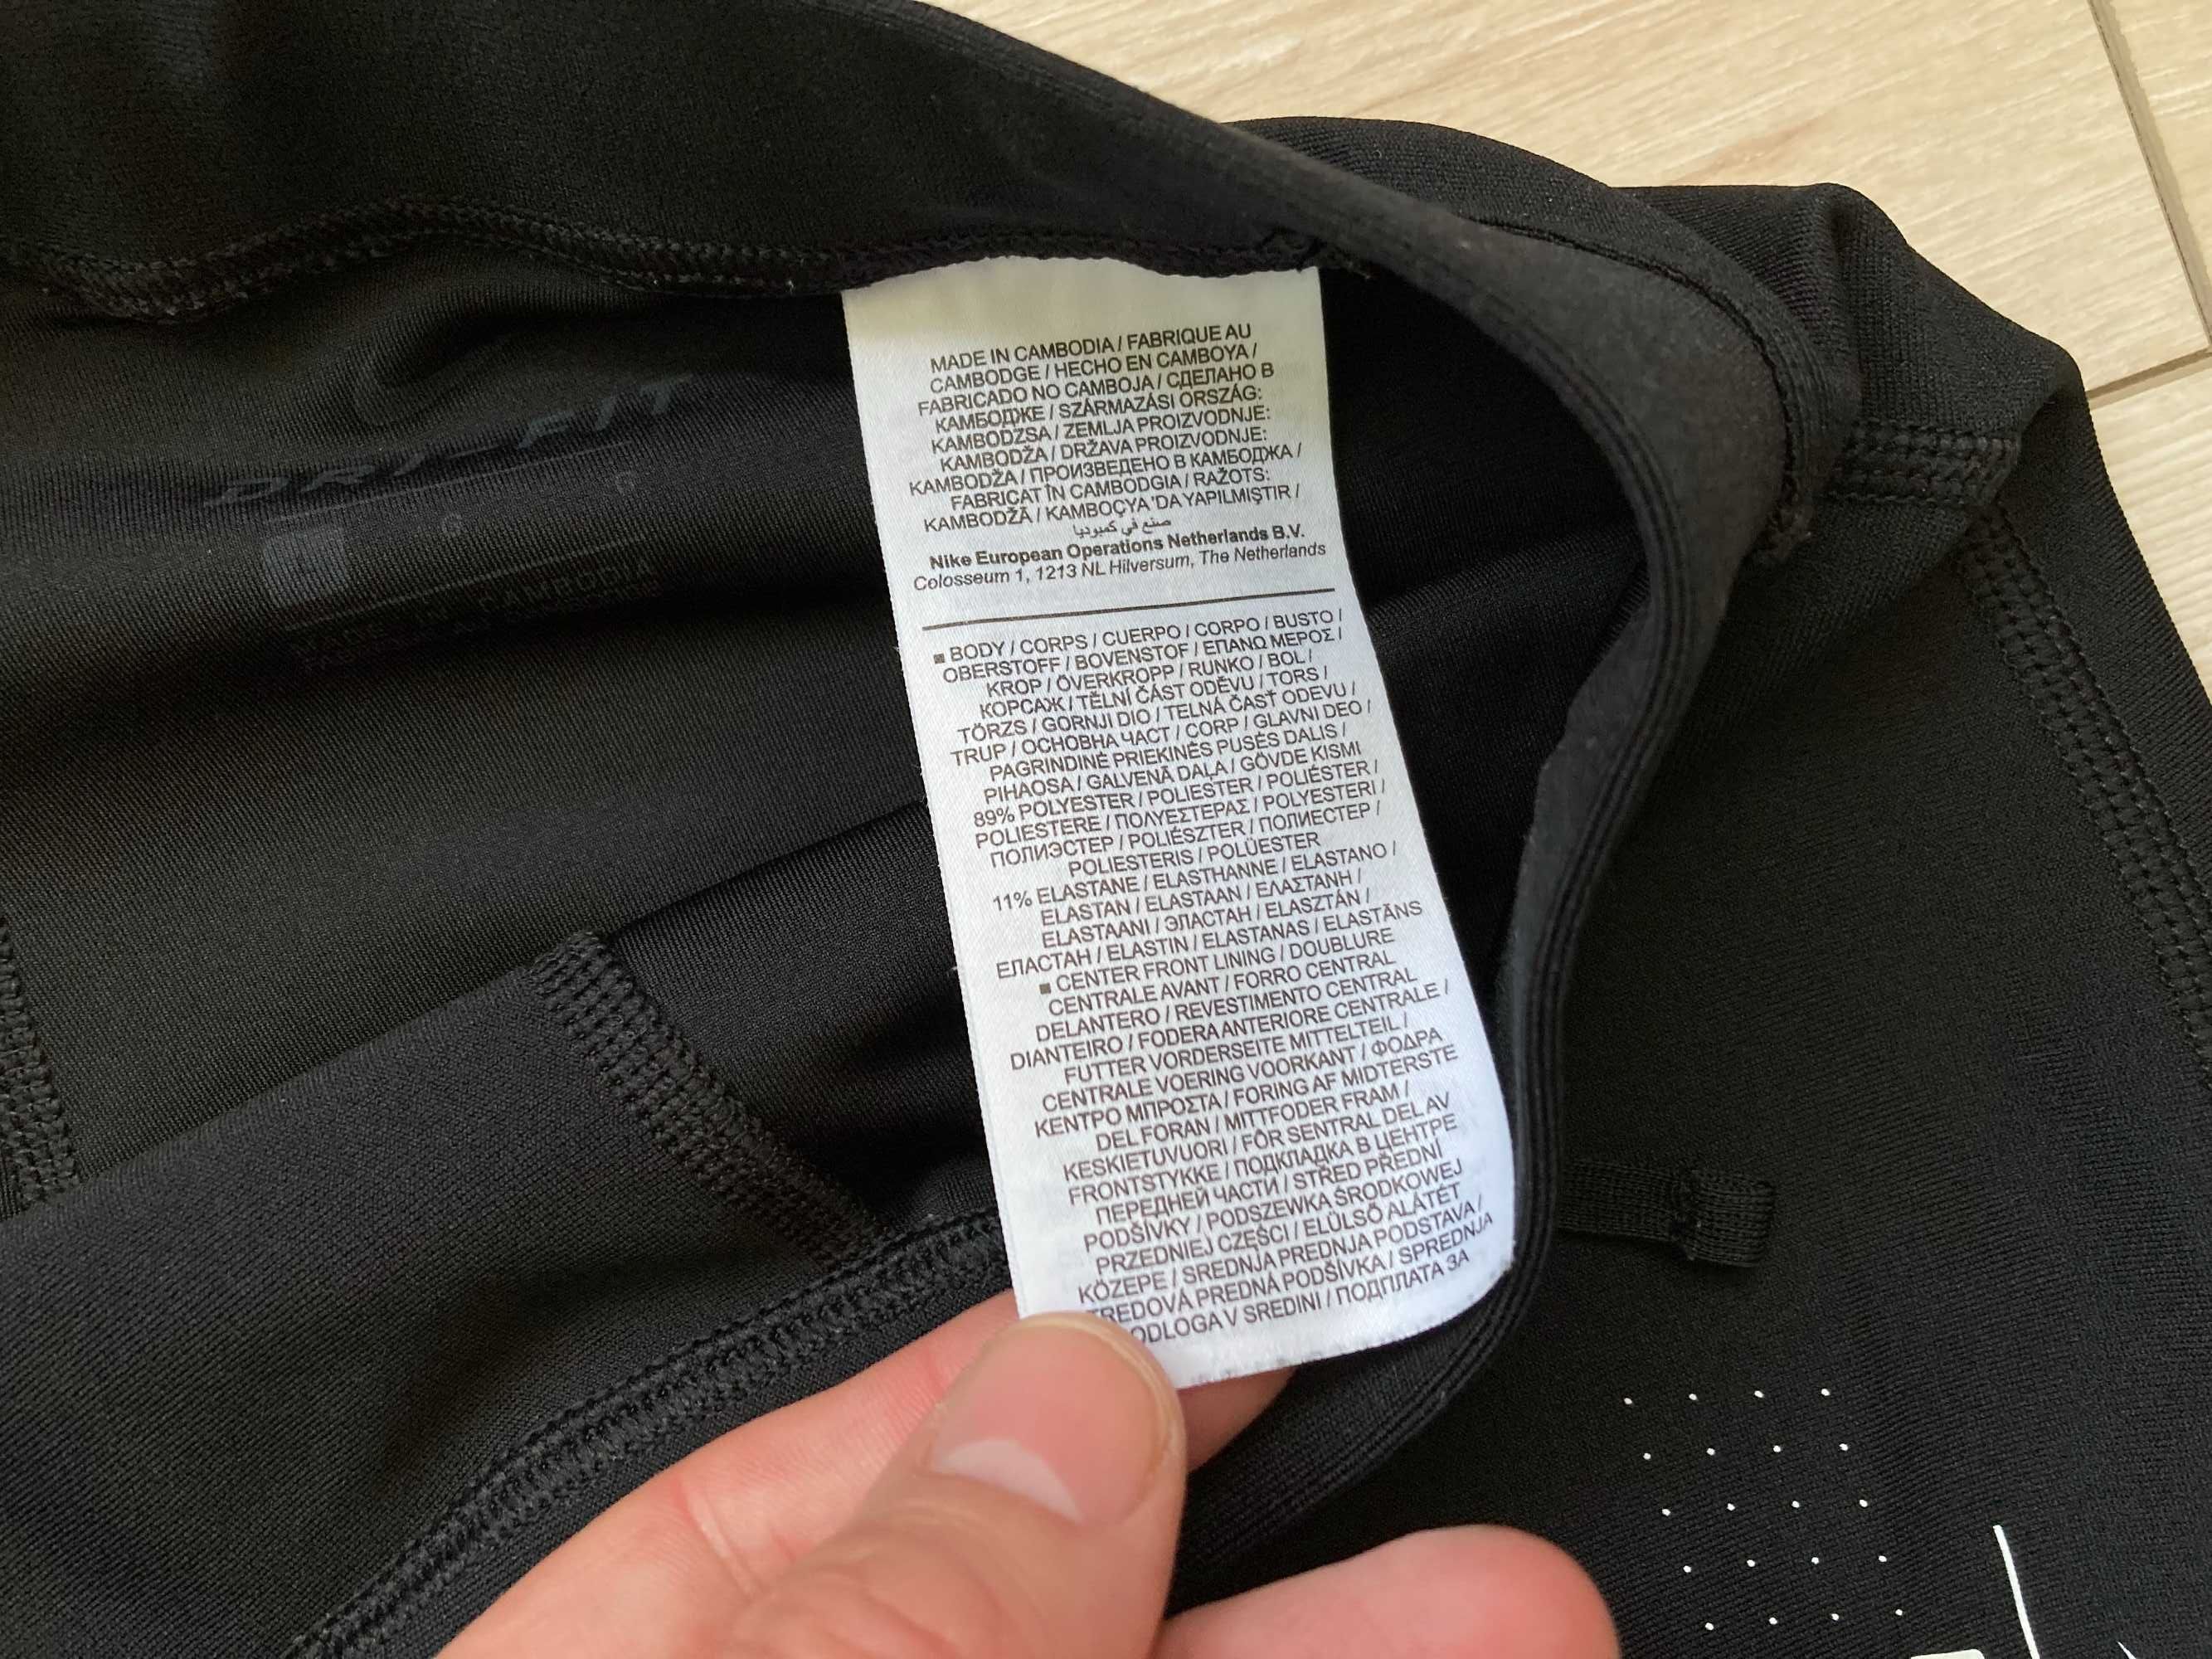 DRI-FIT
MADE IN CAMBODIA / FABRIQUE AU
CAMBODGE / HECHO EN CAMBOYA /
FABRICADO NO CAMBOJA / СДЕЛАНО В
КАМБОДЖЕ / SZÁRMAZÁSI ORSZÁG:
KAMBODZSA / ZEMLJA PROIZVODNJE:
KAMBODŽA / DRŽAVA PROIZVODNJE:
KAMBODŽA / ПРОИЗВЕДЕНО В КАМБОДЖА /
FABRICAT ÎN CAMBODGIA / RAŽOTS:
KAMBODŽĀ / KAMBOÇYA 'DA YAPILMIŞTIR /
صنع في كمبوديا
Nike European Operations Netherlands B.V.
Colosseum 1, 1213 NL Hilversum, The Netherlands
■ BODY / CORPS / CUERPO / CORPO / BUSTO /
OBERSTOFF / BOVENSTOF / ΕΠΑΝΩ ΜΕΡΟΣ /
KROP / ÖVERKROPP / RUNKO / BOL /
КОРСАЖ / TĚLNÍ ČÁST ODĚVU / TORS /
TÖRZS / GORNJI DIO / TELNÁ ČASŤ ODEVU /
TRUP / ОСНОВНА ЧАСТ / CORP / GLAVNI DEO /
PAGRINDINĖ PRIEKINĖS PUSĖS DALIS /
PIHAOSA / GALVENĀ DAĻA / GÖVDE KISMI
89% POLYESTER / POLIESTER / POLIÉSTER /
POLIESTERE / ΠΟΛΥΕΣΤΕΡΑΣ / POLYESTERI /
ПОЛИЭСТЕР / POLIÉSZTER / ПОЛИЕСТЕР /
POLIESTERIS / POLÜESTER
11% ELASTANE / ELASTHANNE / ELASTANO /
ELASTAN / ELASTAAN / ΕΛΑΣΤΑΝΗ /
ELASTAANI / ЭЛАСТАН / ELASZTÁN /
ЕЛАСТАН / ELASTIN / ELASTANAS / ELASTĀNS
■ CENTER FRONT LINING / DOUBLURE
CENTRALE AVANT / FORRO CENTRAL
DELANTERO / REVESTIMENTO CENTRAL
DIANTEIRO / FODERA ANTERIORE CENTRALE /
FUTTER VORDERSEITE MITTELTEIL /
CENTRALE VOERING VOORKANT / ΦΟΔΡΑ
ΚΕΝΤΡΟ ΜΠΡΟΣΤΑ / FORING AF MIDTERSTE
DEL FORAN / MITTFODER FRAM /
KESKIETUVUORI / FÔR SENTRAL DEL AV
FRONTSTYKKE / ПОДКЛАДКА В ЦЕНТРЕ
ПЕРЕДНЕЙ ЧАСТИ / STŘED PŘEDNÍ
PODŠÍVKY / PODSZEWKA ŚRODKOWEJ
PRZEDNIEJ CZĘŚCI / ELÜLSŐ ALÁTÉT
KÖZEPE / SREDNJA PREDNJA PODSTAVA /
TREDOVÁ PREDNÁ PODŠÍVKA / SPREDNJA
ODLOGA V SREDINI / ПОДПЛАТА ЗА